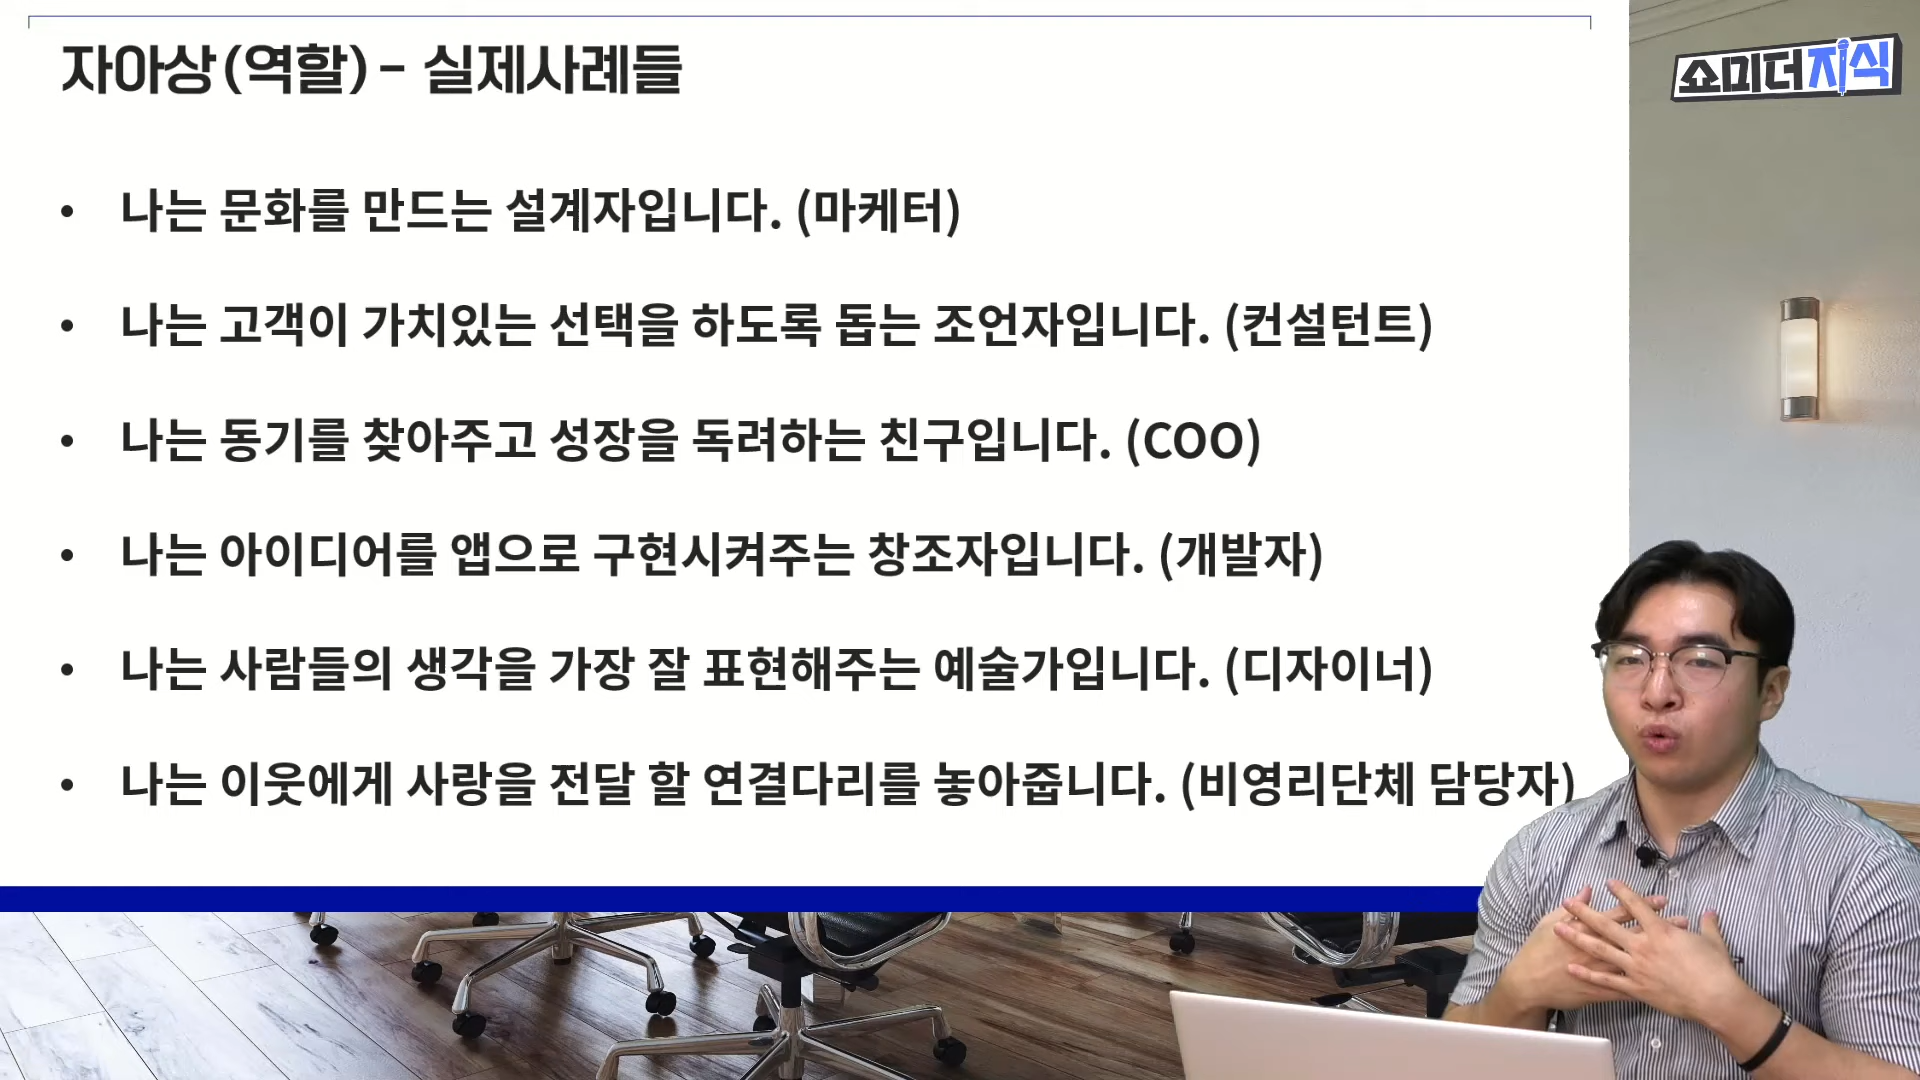 자아상(역할) - 실제사례들
쇼미더지식
• 나는 문화를 만드는 설계자입니다. (마케터)
• 나는 고객이 가치있는 선택을 하도록 돕는 조언자입니다. (컨설턴트)
• 나는 동기를 찾아주고 성장을 독려하는 친구입니다. (COO)
• 나는 아이디어를 앱으로 구현시켜주는 창조자입니다. (개발자)
• 나는 사람들의 생각을 가장 잘 표현해주는 예술가입니다. (디자이너)
• 나는 이웃에게 사랑을 전달 할 연결다리를 놓아줍니다. (비영리단체 담당자)